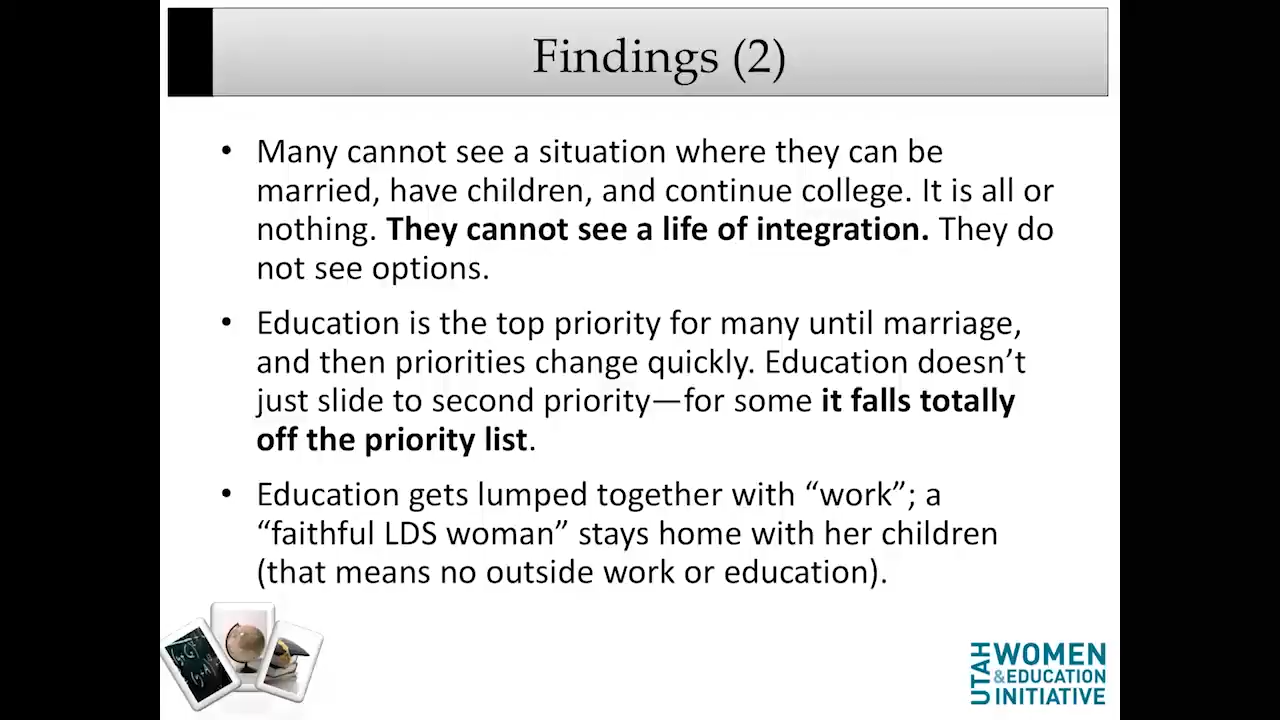 Findings (2)
• Many cannot see a situation where they can be
married, have children, and continue college. It is all or
nothing. They cannot see a life of integration. They do
not see options.
• Education is the top priority for many until marriage,
and then priorities change quickly. Education doesn’t
just slide to second priority—for some it falls totally
off the priority list.
• Education gets lumped together with “work”; a
“faithful LDS woman” stays home with her children
(that means no outside work or education).
UTAH
WOMEN
&EDUCATION
INITIATIVE